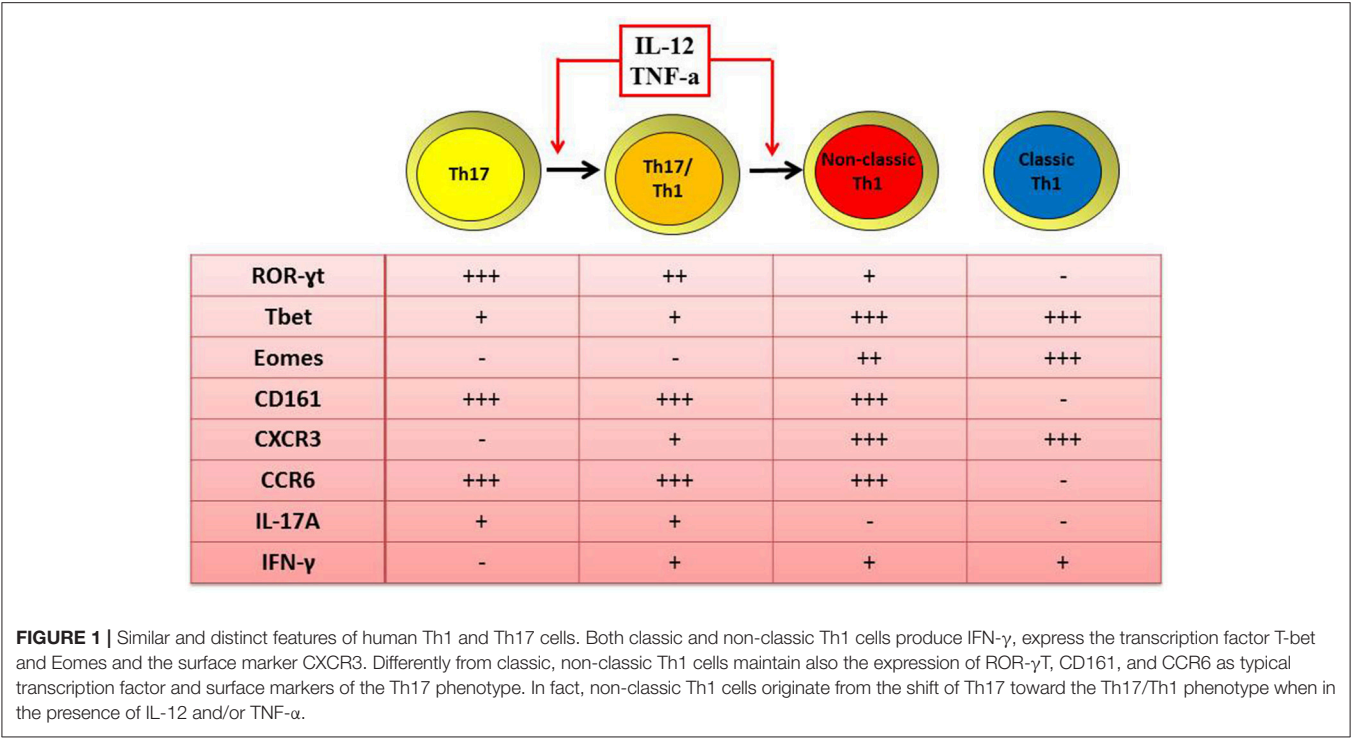 IL-12
TNF-a
Th17
Th17/
Th1
Non-classic
Th1
Classic
Th1
ROR-ɣt +++ ++ + -
Tbet + + +++ +++
Eomes - - ++ +++
CD161 +++ +++ +++ -
CXCR3 - + +++ +++
CCR6 +++ +++ +++ -
IL-17A + + - -
IFN-γ - + + +
FIGURE 1 | Similar and distinct features of human Th1 and Th17 cells. Both classic and non-classic Th1 cells produce IFN-γ, express the transcription factor T-bet
and Eomes and the surface marker CXCR3. Differently from classic, non-classic Th1 cells maintain also the expression of ROR-γT, CD161, and CCR6 as typical
transcription factor and surface markers of the Th17 phenotype. In fact, non-classic Th1 cells originate from the shift of Th17 toward the Th17/Th1 phenotype when in
the presence of IL-12 and/or TNF-α.